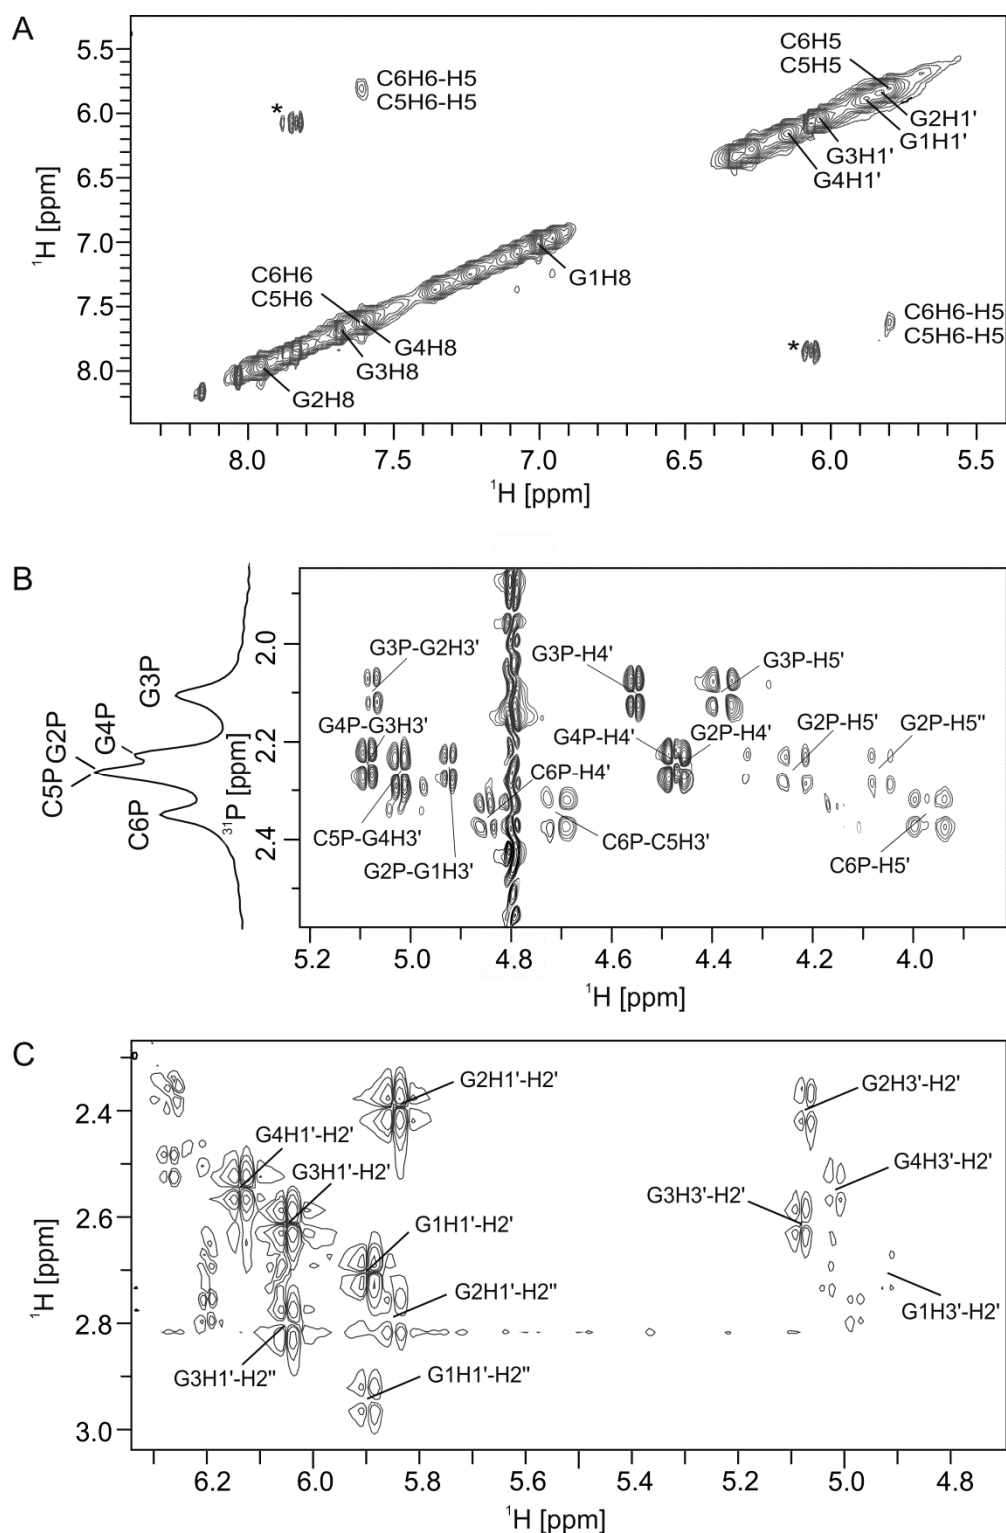 A
5.5
6.0
6.5
7.0
7.5
8.0
¹H [ppm]
C6H6-H5
C5H6-H5
*
C6H5
C5H5
G2H1'
G1H1'
G3H1'
G4H1'
C6H6
C5H6
G1H8
G4H8
G3H8
G2H8
C6H6-H5
C5H6-H5
*
8.0 7.5 7.0 6.5 6.0 5.5
¹H [ppm]
B
G3P
G4P
G2P
C5P
C6P
2.0
2.2
2.4
³¹P [ppm]
G3P-G2H3'
G3P-H4'
G3P-H5'
G4P-G3H3'
G4P-H4'
G2P-H4'
G2P-H5'
G2P-H5''
C6P-H4'
C5P-G4H3'
C6P-C5H3'
G2P-G1H3'
C6P-H5'
5.2 5.0 4.8 4.6 4.4 4.2 4.0
¹H [ppm]
C
2.4
2.6
2.8
3.0
¹H [ppm]
G2H1'-H2'
G2H3'-H2'
G4H1'-H2'
G3H1'-H2'
G4H3'-H2'
G3H3'-H2'
G1H1'-H2'
G2H1'-H2''
G1H3'-H2'
G3H1'-H2''
G1H1'-H2''
6.2 6.0 5.8 5.6 5.4 5.2 5.0 4.8
¹H [ppm]